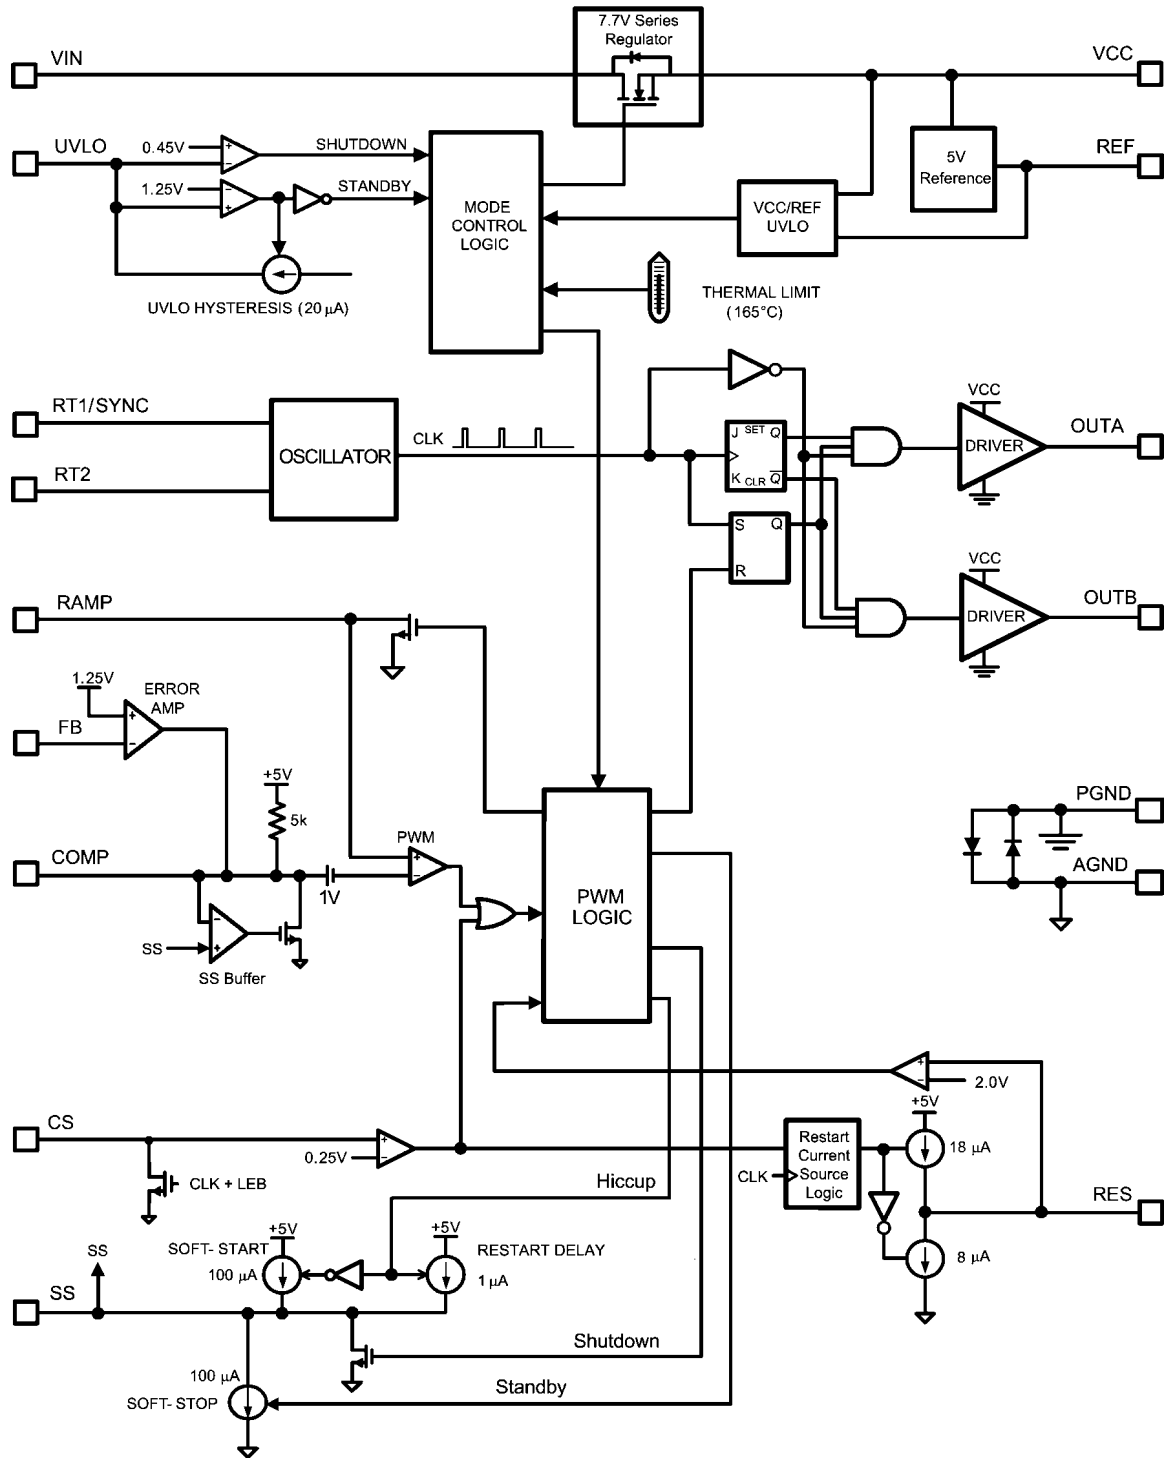 7.7V Series
Regulator
VIN
VCC
UVLO
0.45V
+
−
SHUTDOWN
1.25V
−
+
STANDBY
MODE
CONTROL
LOGIC
VCC/REF
UVLO
5V
Reference
REF
UVLO HYSTERESIS (20 µA)
THERMAL LIMIT
(165°C)
RT1/SYNC
RT2
OSCILLATOR
CLK
J SET Q
K CLR Q̅
S Q
R
VCC
DRIVER
OUTA
VCC
DRIVER
OUTB
RAMP
1.25V
ERROR
AMP
+
−
FB
+5V
5k
COMP
1V
PWM
+
−
−
+
SS
SS Buffer
PWM
LOGIC
PGND
AGND
+
−
2.0V
CS
0.25V
+
−
CLK + LEB
Hiccup
CLK
Restart
Current
Source
Logic
+5V
18 µA
RES
8 µA
SS
SOFT- START
100 µA
+5V
+5V
RESTART DELAY
1 µA
SS
Shutdown
100 µA
SOFT- STOP
Standby